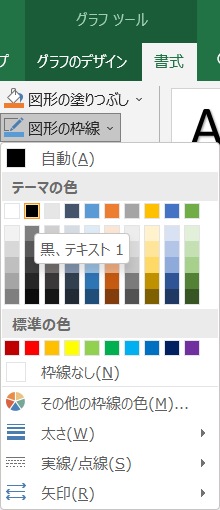 グラフ ツール
プ グラフのデザイン 書式
図形の塗りつぶし
A
図形の枠線
自動(A)
テーマの色
黒、テキスト 1
標準の色
枠線なし(N)
その他の枠線の色(M)...
太さ(W)
実線/点線(S)
矢印(R)